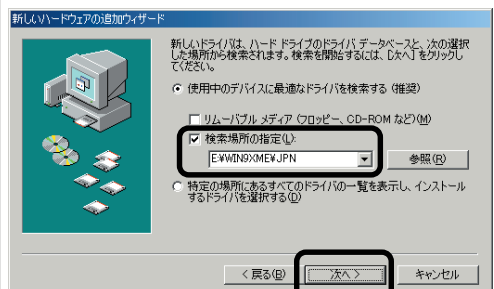 新しいハードウェアの追加ウィザード
新しいドライバは、ハード ドライブのドライバ データベースと、次の選択
した場所から検索されます。検索を開始するには、[次へ] をクリックし
てください。
使用中のデバイスに最適なドライバを検索する (推奨)
リムーバブル メディア (フロッピー、CD-ROM など)(M)
検索場所の指定(L):
E:¥WIN9XME¥JPN
参照(R)
特定の場所にあるすべてのドライバの一覧を表示し、インストール
するドライバを選択する(D)
< 戻る(B)
次へ >
キャンセル